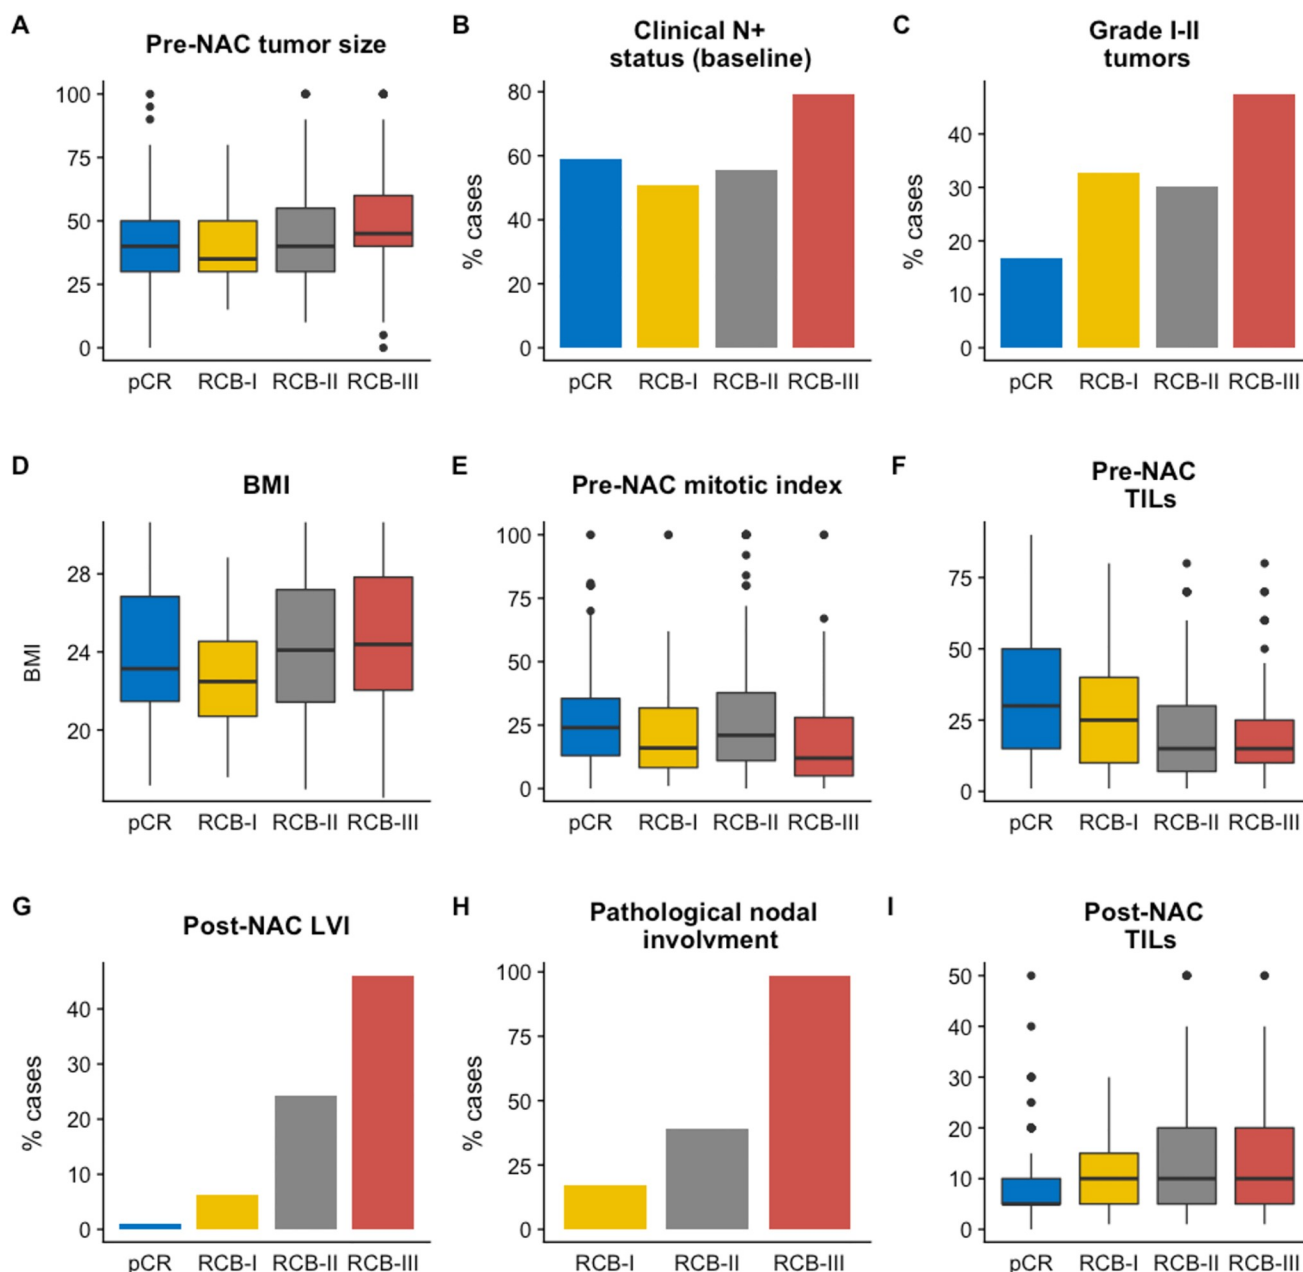 A
Pre-NAC tumor size
100
75
50
25
0
pCR RCB-I RCB-II RCB-III
B
Clinical N+
status (baseline)
% cases
80
60
40
20
0
pCR RCB-I RCB-II RCB-III
C
Grade I-II
tumors
% cases
40
30
20
10
0
pCR RCB-I RCB-II RCB-III
D
BMI
BMI
28
24
20
pCR RCB-I RCB-II RCB-III
E
Pre-NAC mitotic index
100
75
50
25
0
pCR RCB-I RCB-II RCB-III
F
Pre-NAC
TILs
75
50
25
0
pCR RCB-I RCB-II RCB-III
G
Post-NAC LVI
% cases
40
30
20
10
0
pCR RCB-I RCB-II RCB-III
H
Pathological nodal
involvment
% cases
100
75
50
25
0
RCB-I RCB-II RCB-III
I
Post-NAC
TILs
50
40
30
20
10
0
pCR RCB-I RCB-II RCB-III